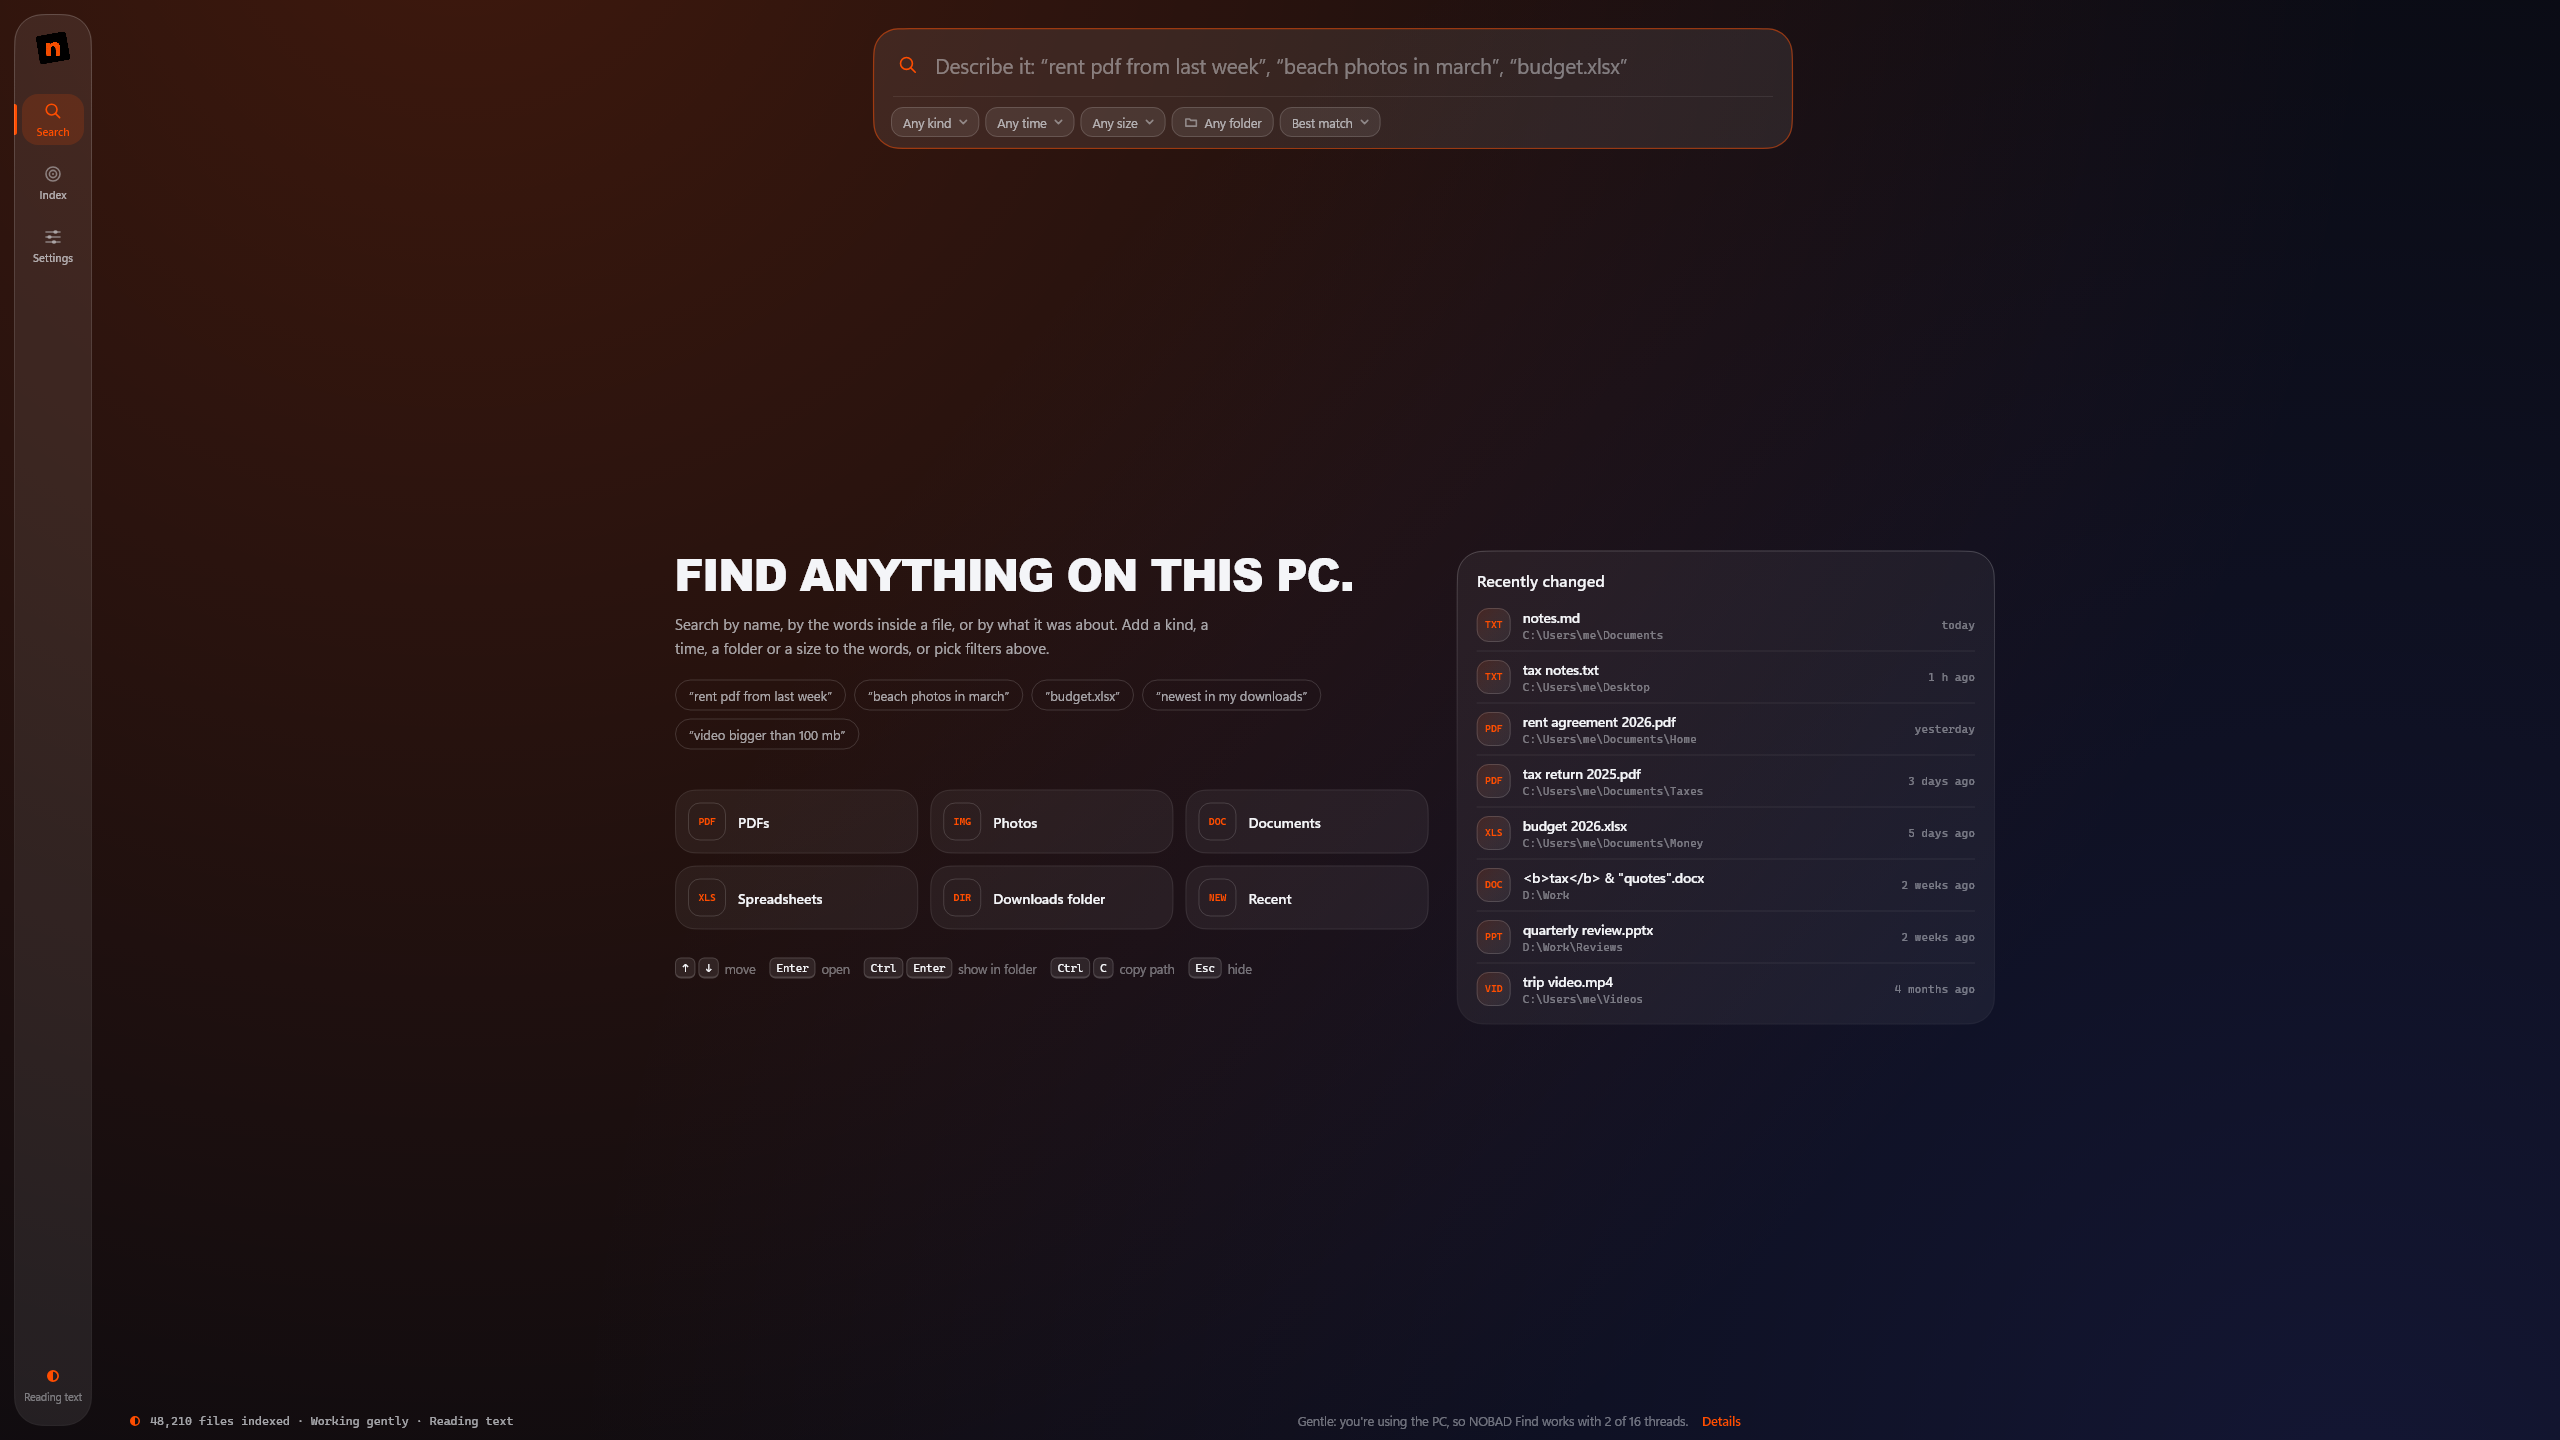 n
Search
Index
Settings
Reading text
Describe it: “rent pdf from last week”, “beach photos in march”, “budget.xlsx”
Any kind
Any time
Any size
Any folder
Best match
FIND ANYTHING ON THIS PC.
Search by name, by the words inside a file, or by what it was about. Add a kind, a
time, a folder or a size to the words, or pick filters above.
“rent pdf from last week”
“beach photos in march”
“budget.xlsx”
“newest in my downloads”
“video bigger than 100 mb”
PDF PDFs
IMG Photos
DOC Documents
XLS Spreadsheets
DIR Downloads folder
NEW Recent
↑ ↓ move Enter open Ctrl Enter show in folder Ctrl C copy path Esc hide
Recently changed
TXT notes.md today
C:\Users\me\Documents
TXT tax notes.txt 1 h ago
C:\Users\me\Desktop
PDF rent agreement 2026.pdf yesterday
C:\Users\me\Documents\Home
PDF tax return 2025.pdf 3 days ago
C:\Users\me\Documents\Taxes
XLS budget 2026.xlsx 5 days ago
C:\Users\me\Documents\Money
DOC <b>tax</b> & "quotes".docx 2 weeks ago
D:\Work
PPT quarterly review.pptx 2 weeks ago
D:\Work\Reviews
VID trip video.mp4 4 months ago
C:\Users\me\Videos
48,210 files indexed · Working gently · Reading text
Gentle: you're using the PC, so NOBAD Find works with 2 of 16 threads. Details